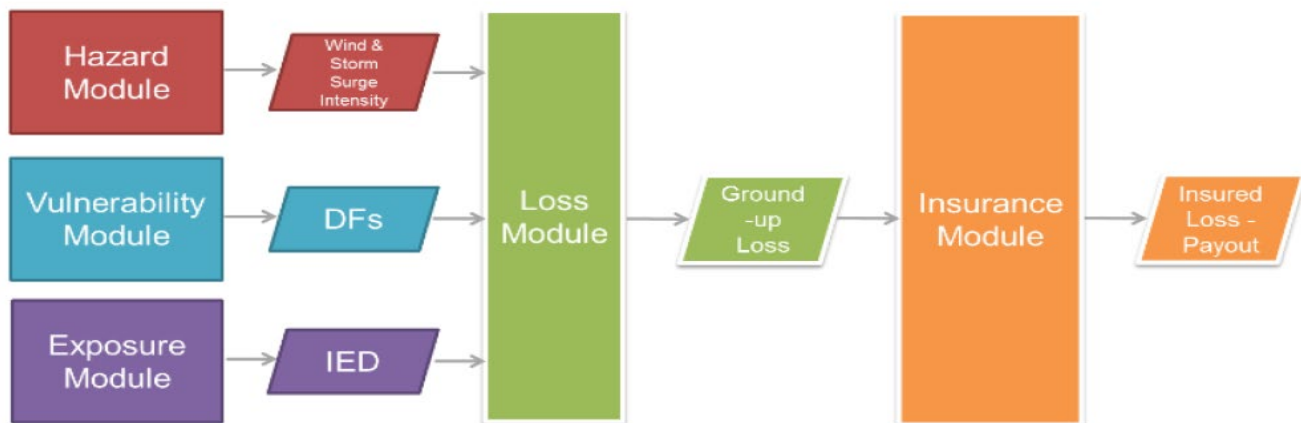 Hazard
Module
Wind &
Storm
Surge
Intensity
Vulnerability
Module
DFs
Exposure
Module
IED
Loss
Module
Ground
-up
Loss
Insurance
Module
Insured
Loss -
Payout